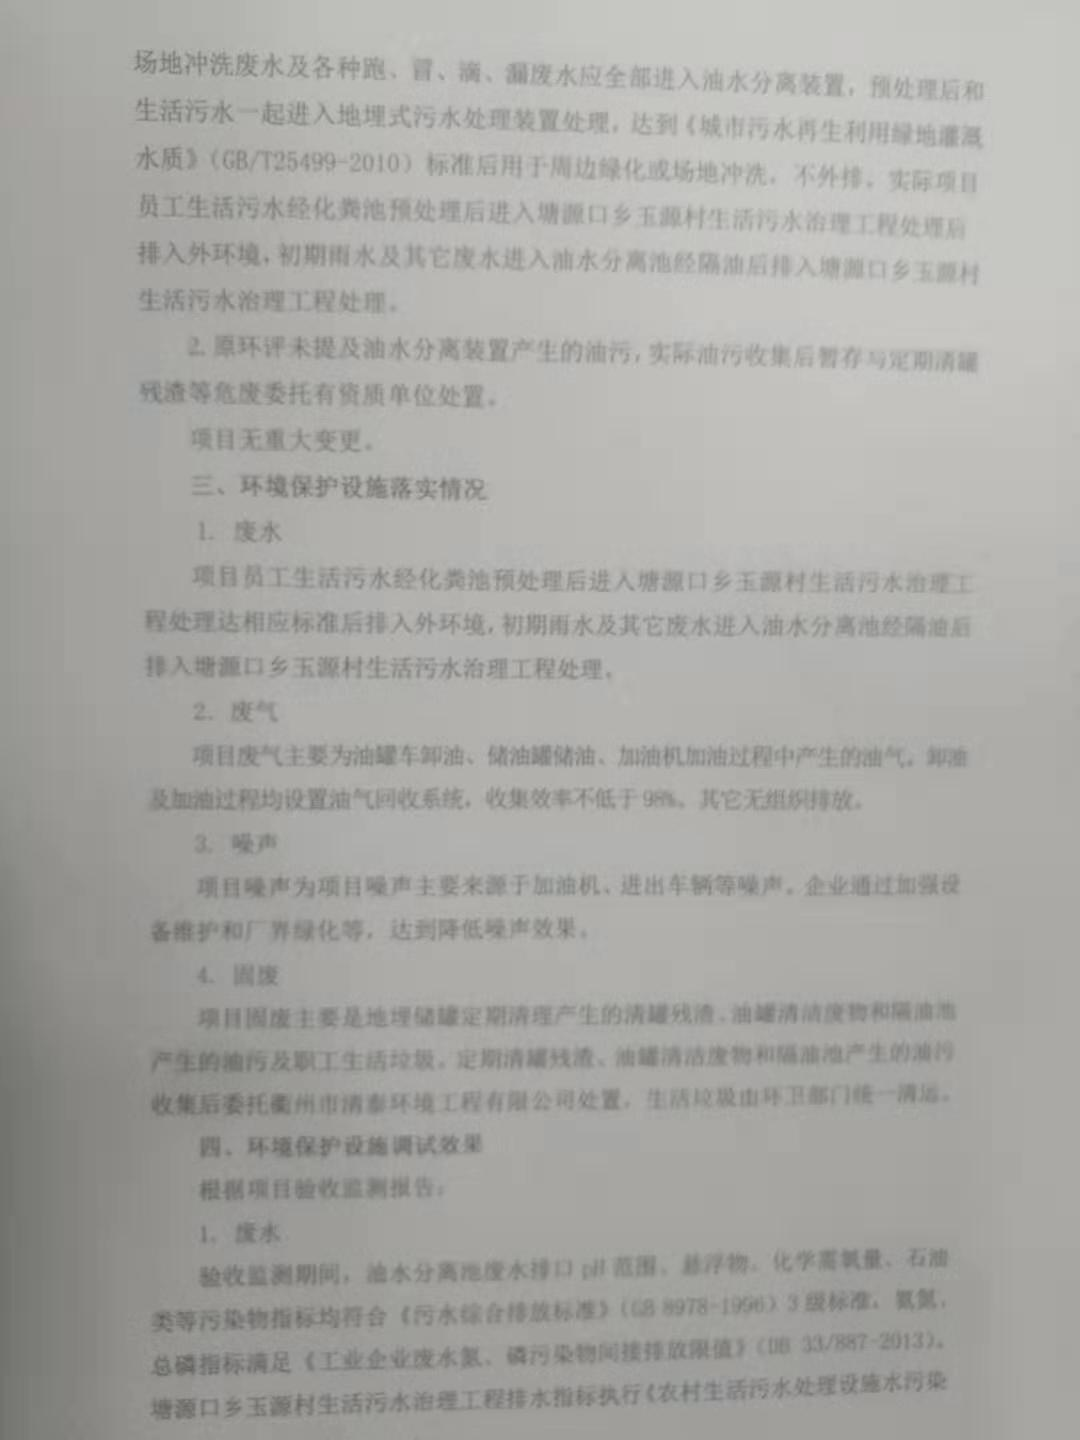 场地冲洗废水及各种跑、冒、滴、漏废水应全部进入油水分离装置，预处理后和
生活污水一起进入地埋式污水处理装置处理，达到《城市污水再生利用绿地灌溉
水质》（GB/T25499-2010）标准后用于周边绿化或场地冲洗，不外排。实际项目
员工生活污水经化粪池预处理后进入塘源口乡玉源村生活污水治理工程处理后
排入外环境，初期雨水及其它废水进入油水分离池经隔油后排入塘源口乡玉源村
生活污水治理工程处理。
2.原环评未提及油水分离装置产生的油污，实际油污收集后暂存与定期清罐
残渣等危废委托有资质单位处置。
项目无重大变更。
三、环境保护设施落实情况
1. 废水
项目员工生活污水经化粪池预处理后进入塘源口乡玉源村生活污水治理工
程处理达相应标准后排入外环境，初期雨水及其它废水进入油水分离池经隔油后
排入塘源口乡玉源村生活污水治理工程处理。
2. 废气
项目废气主要为油罐车卸油、储油罐储油、加油机加油过程中产生的油气。卸油
及加油过程均设置油气回收系统，收集效率不低于98%。其它无组织排放。
3. 噪声
项目噪声为项目噪声主要来源于加油机、进出车辆等噪声。企业通过加强设
备维护和厂界绿化等，达到降低噪声效果。
4. 固废
项目固废主要是地埋储罐定期清理产生的清罐残渣、油罐清洁废物和隔油池
产生的油污及职工生活垃圾。定期清罐残渣、油罐清洁废物和隔油池产生的油污
收集后委托衢州市清泰环境工程有限公司处置。生活垃圾由环卫部门统一清运。
四、环境保护设施调试效果
根据项目验收监测报告：
1. 废水
验收监测期间，油水分离池废水排口pH范围、悬浮物、化学需氧量、石油
类等污染物指标均符合《污水综合排放标准》（GB 8978-1996）3级标准，氨氮、
总磷指标满足《工业企业废水氮、磷污染物间接排放限值》（DB 33/887-2013）。
塘源口乡玉源村生活污水治理工程排水指标执行《农村生活污水处理设施水污染